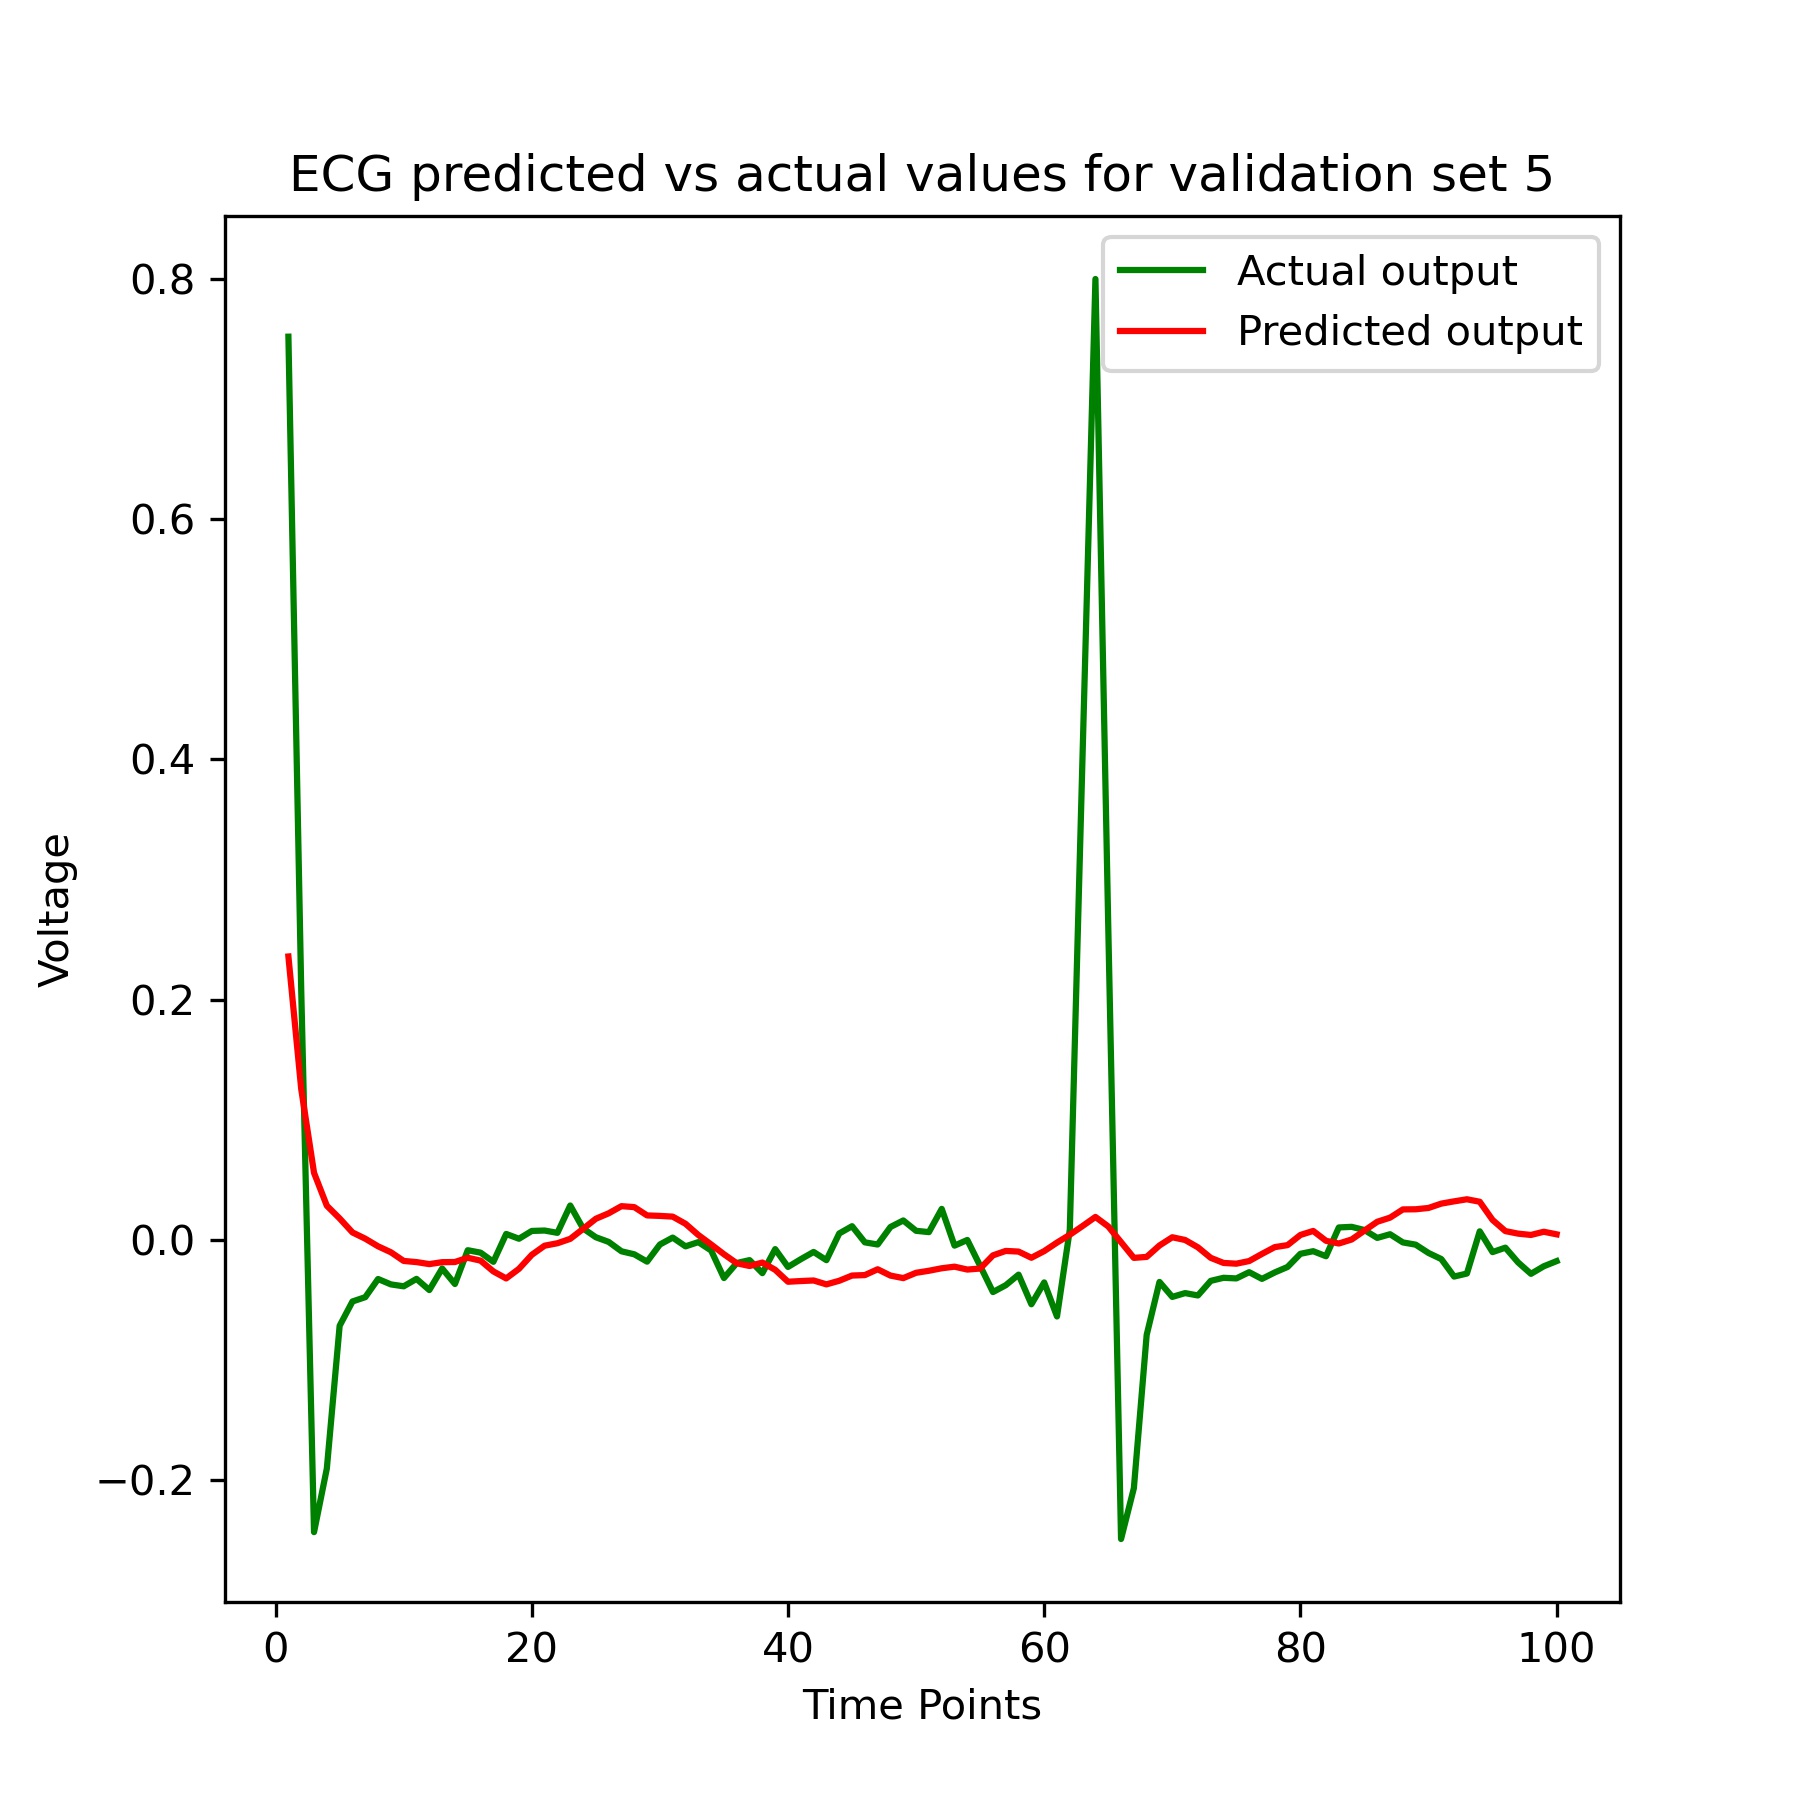 ECG predicted vs actual values for validation set 5
Actual output
Predicted output
0.8
0.6
0.4
0.2
0.0
−0.2
Voltage
0 20 40 60 80 100
Time Points